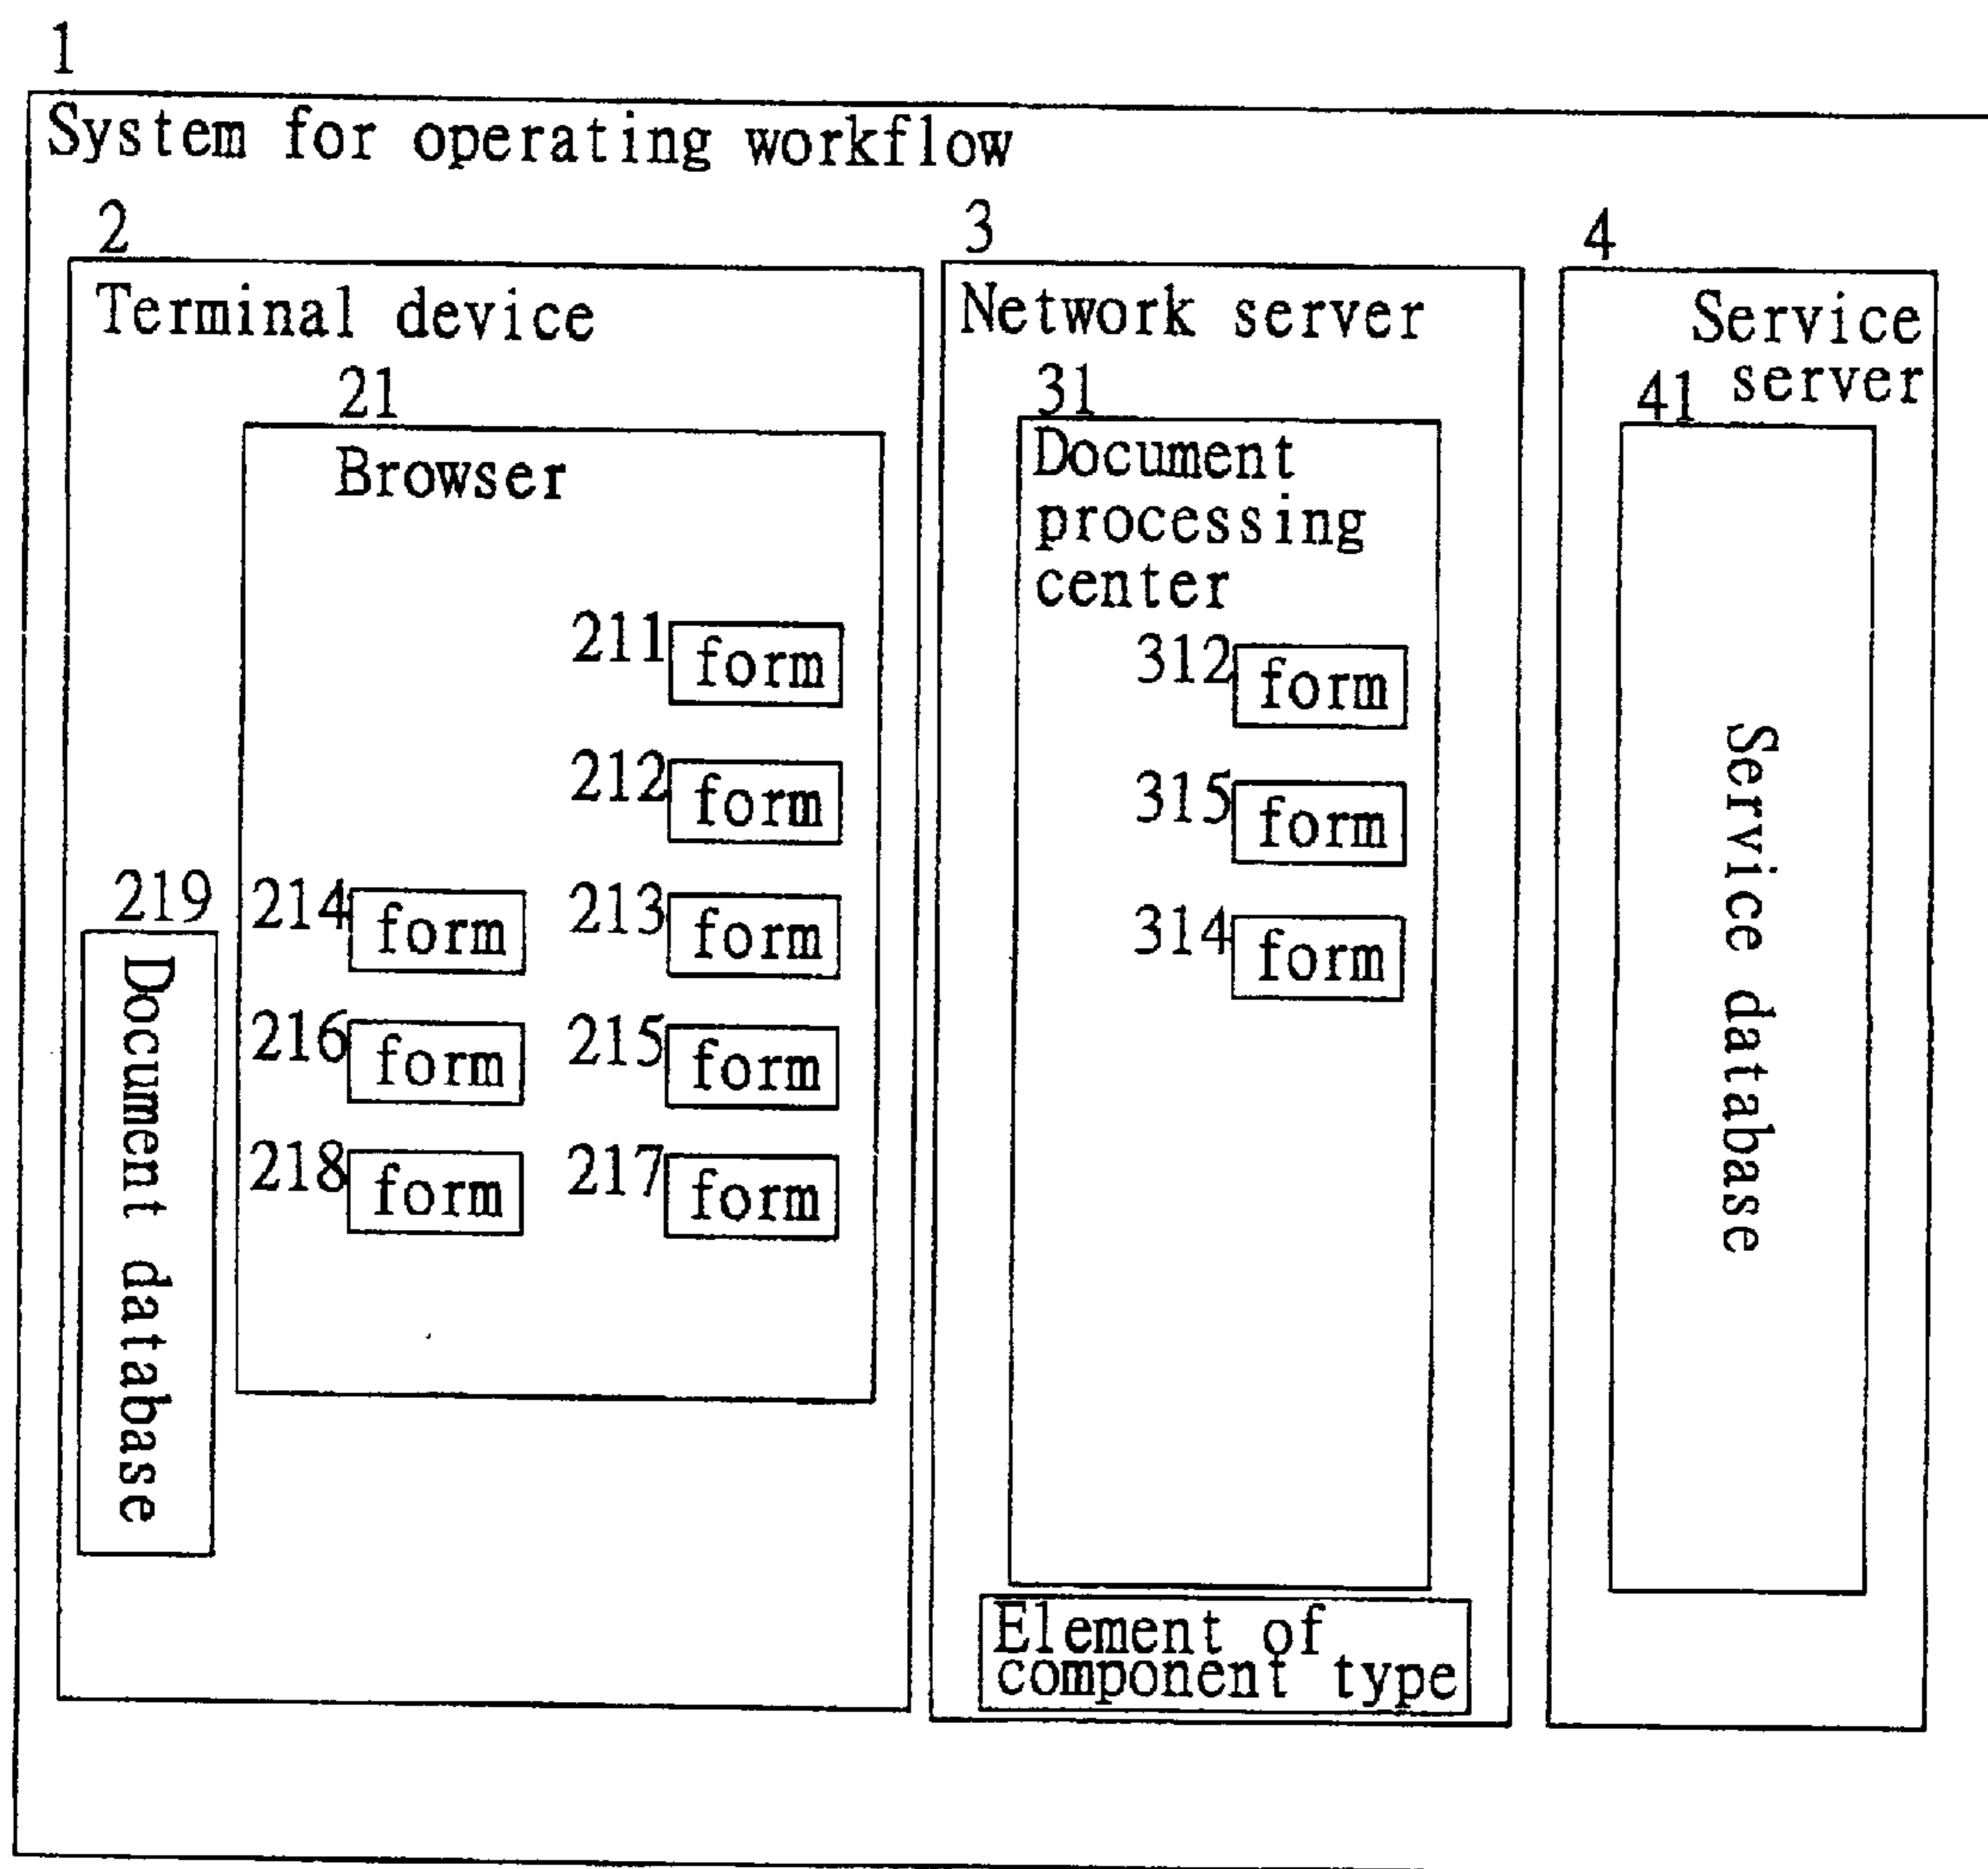 1
System for operating workflow
2
Terminal device
21
Browser
211 form
212 form
214 form
213 form
216 form
215 form
218 form
217 form
219
Document database
3
Network server
31
Document
processing
center
312 form
315 form
314 form
Element of
component type
4
Service
server
41
Service database